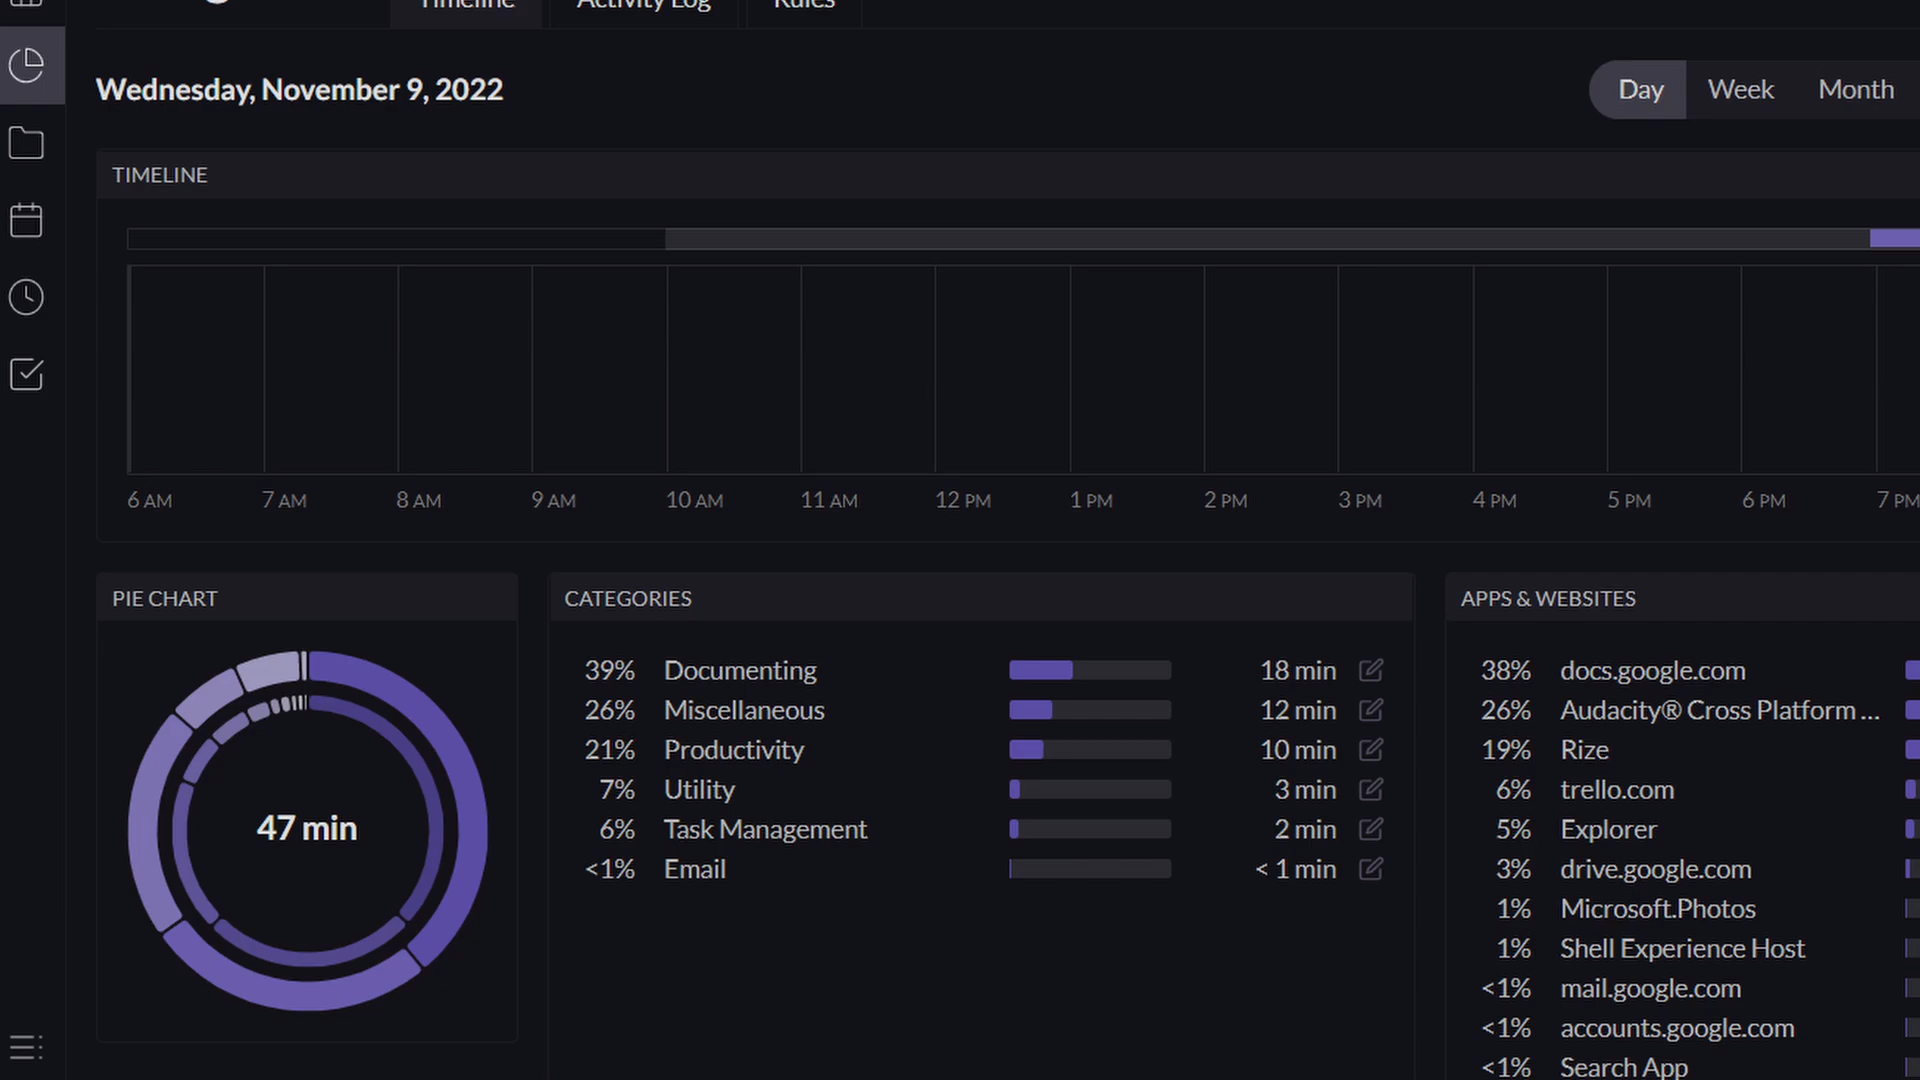 Timeline Activity Log Rules
Wednesday, November 9, 2022
Day Week Month
TIMELINE
6 AM 7 AM 8 AM 9 AM 10 AM 11 AM 12 PM 1 PM 2 PM 3 PM 4 PM 5 PM 6 PM 7 PM
PIE CHART
47 min
CATEGORIES
39% Documenting 18 min
26% Miscellaneous 12 min
21% Productivity 10 min
7% Utility 3 min
6% Task Management 2 min
<1% Email < 1 min
APPS & WEBSITES
38% docs.google.com
26% Audacity® Cross Platform ...
19% Rize
6% trello.com
5% Explorer
3% drive.google.com
1% Microsoft.Photos
1% Shell Experience Host
<1% mail.google.com
<1% accounts.google.com
<1% Search App